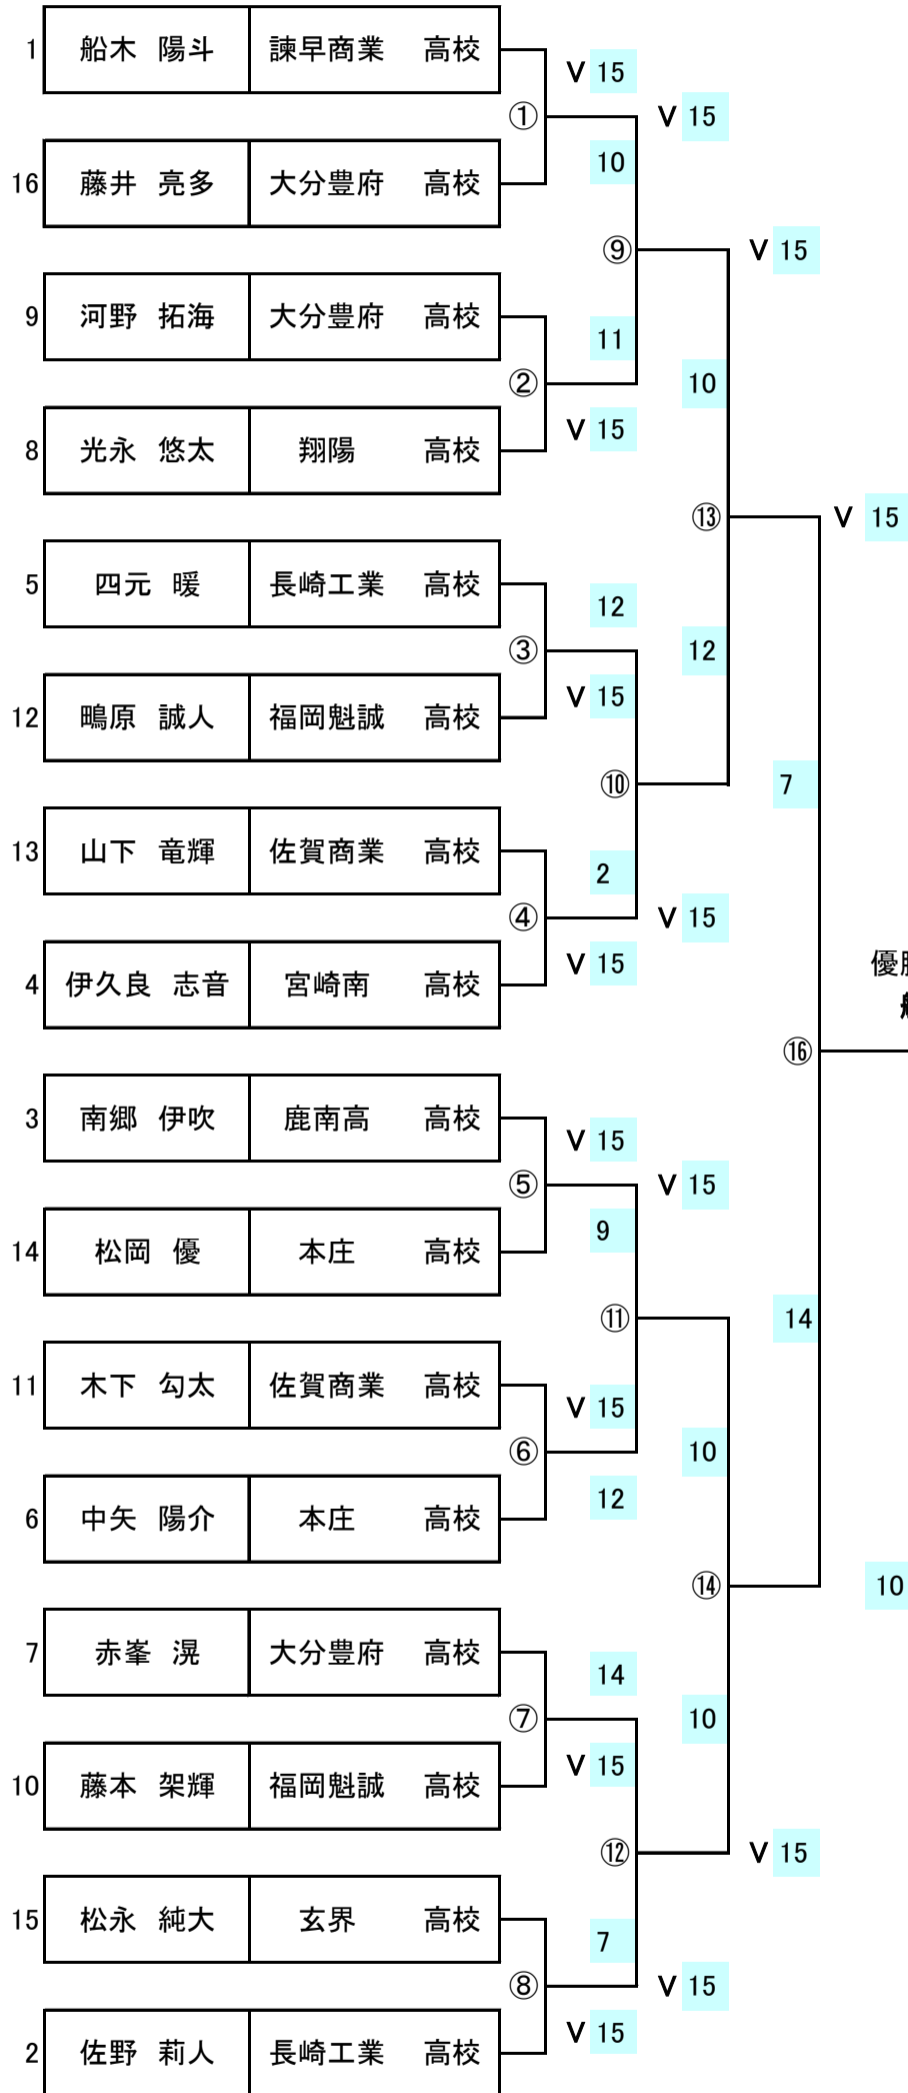 1 船木 陽斗 諫早商業 高校
V 15
① V 15
10
16 藤井 亮多 大分豊府 高校
⑨ V 15
9 河野 拓海 大分豊府 高校
11
② 10
V 15
8 光永 悠太 翔陽 高校
⑬ V 15
5 四元 暖 長崎工業 高校
12
③ 12
V 15
12 鴫原 誠人 福岡魁誠 高校
⑩ 7
13 山下 竜輝 佐賀商業 高校
2
④ V 15
V 15
4 伊久良 志音 宮崎南 高校
優勝
⑯
3 南郷 伊吹 鹿南高 高校
V 15
⑤ V 15
9
14 松岡 優 本庄 高校
⑪ 14
11 木下 匀太 佐賀商業 高校
V 15
⑥ 10
12
6 中矢 陽介 本庄 高校
⑭ 10
7 赤峯 滉 大分豊府 高校
14
⑦ 10
V 15
10 藤本 架輝 福岡魁誠 高校
⑫ V 15
15 松永 純大 玄界 高校
7
⑧ V 15
V 15
2 佐野 莉人 長崎工業 高校